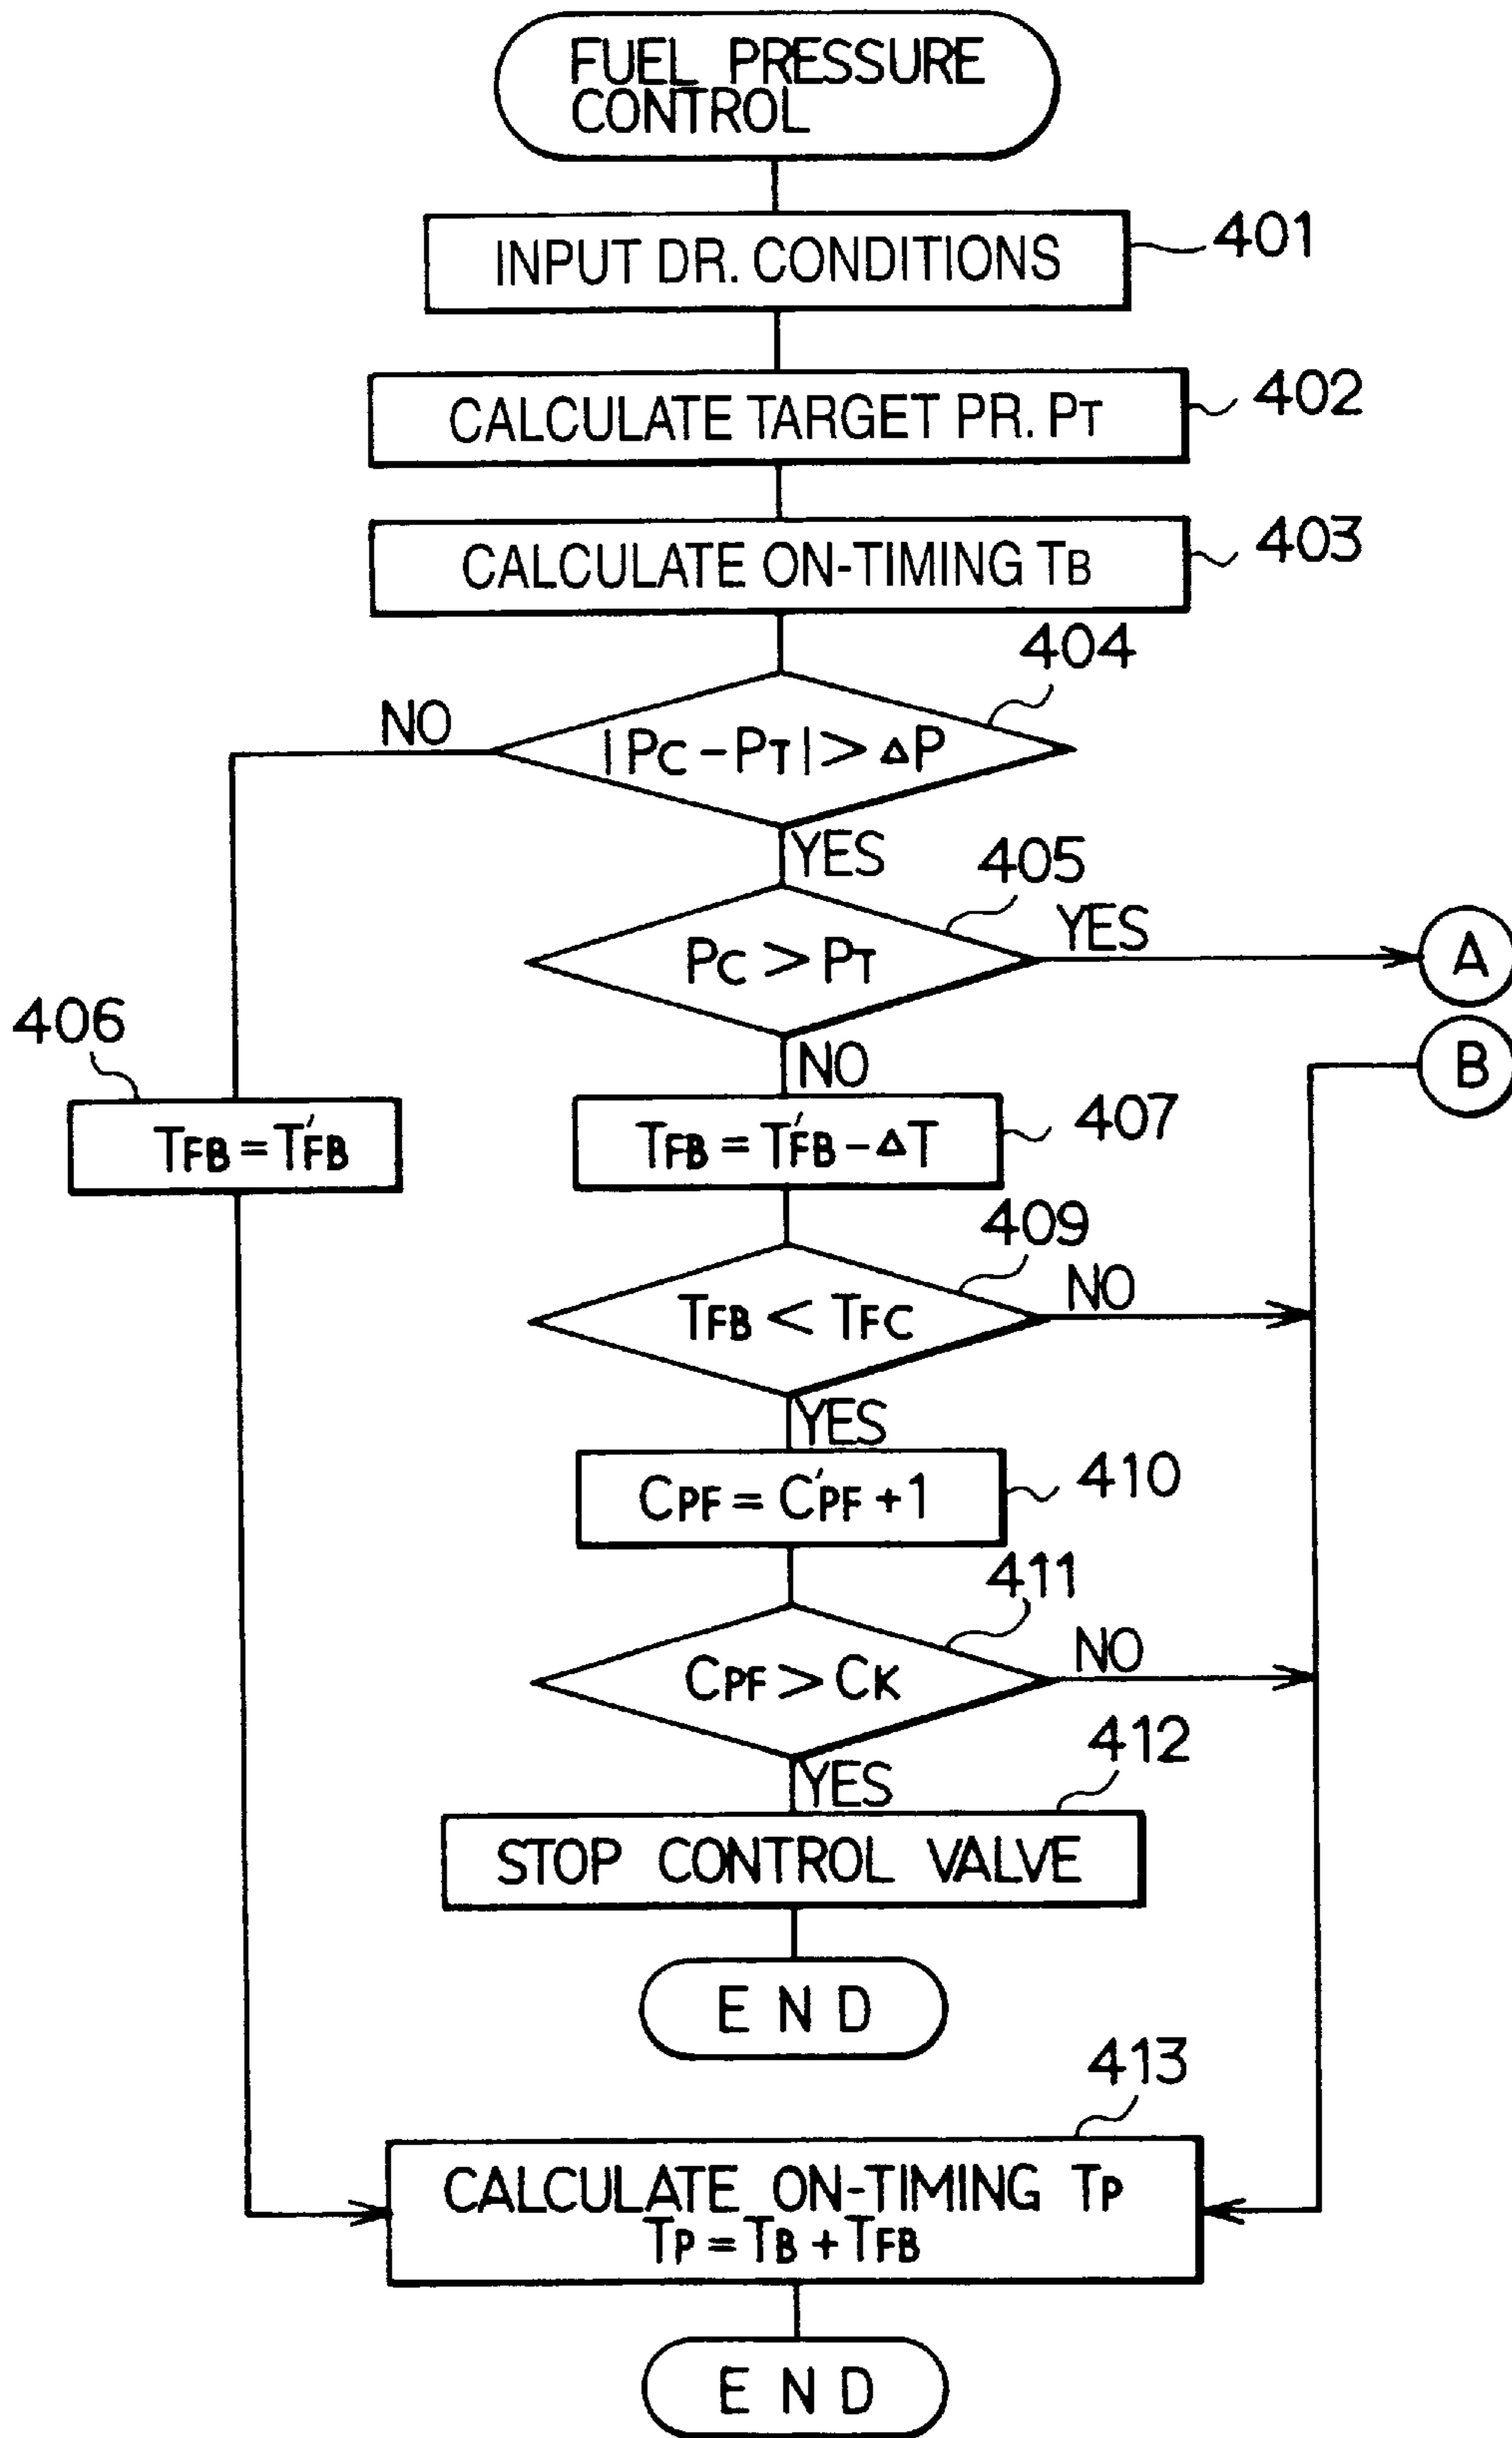 FUEL PRESSURE
CONTROL
INPUT DR. CONDITIONS
401
CALCULATE TARGET PR. PT
402
CALCULATE ON-TIMING TB
403
404
NO
|PC-PT|>ΔP
YES
405
PC>PT
YES
A
B
406
NO
TFB=T'FB
TFB=T'FB-ΔT
407
409
TFB<TFC
NO
YES
CPF=C'PF+1
410
411
CPF>CK
NO
YES
412
STOP CONTROL VALVE
END
413
CALCULATE ON-TIMING TP
TP=TB+TFB
END